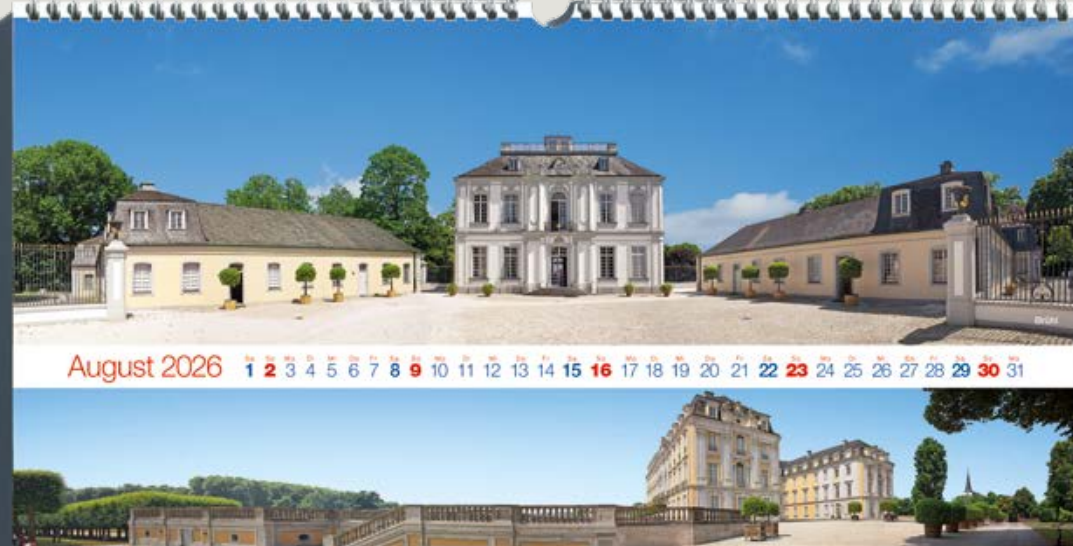 Brühl
Sa So Mo Di Mi Do Fr Sa So Mo Di Mi Do Fr Sa So Mo Di Mi Do Fr Sa So Mo Di Mi Do Fr Sa So Mo
August 2026 1 2 3 4 5 6 7 8 9 10 11 12 13 14 15 16 17 18 19 20 21 22 23 24 25 26 27 28 29 30 31